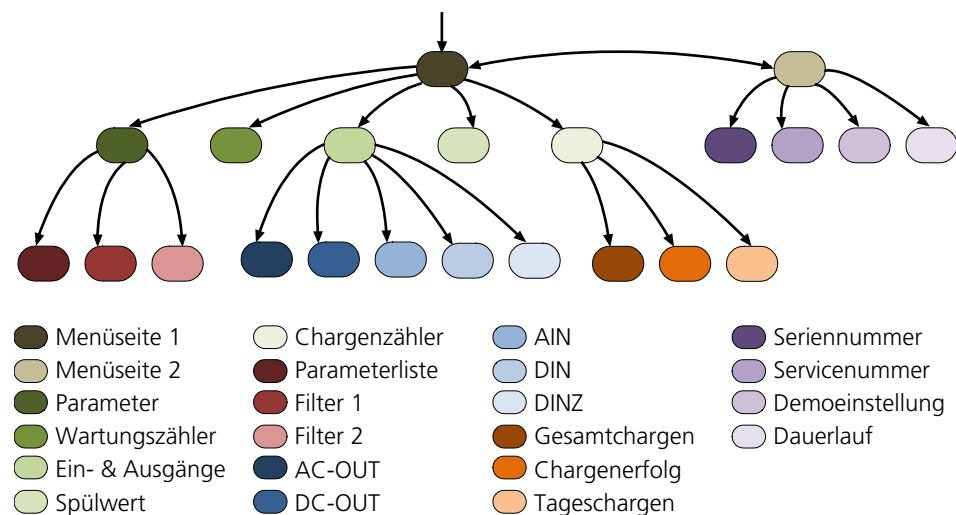 Menüseite 1
Menüseite 2
Parameter
Wartungszähler
Ein- & Ausgänge
Spülwert
Chargenzähler
Parameterliste
Filter 1
Filter 2
AC-OUT
DC-OUT
AIN
DIN
DINZ
Gesamtchargen
Chargenerfolg
Tageschargen
Seriennummer
Servicenummer
Demoeinstellung
Dauerlauf